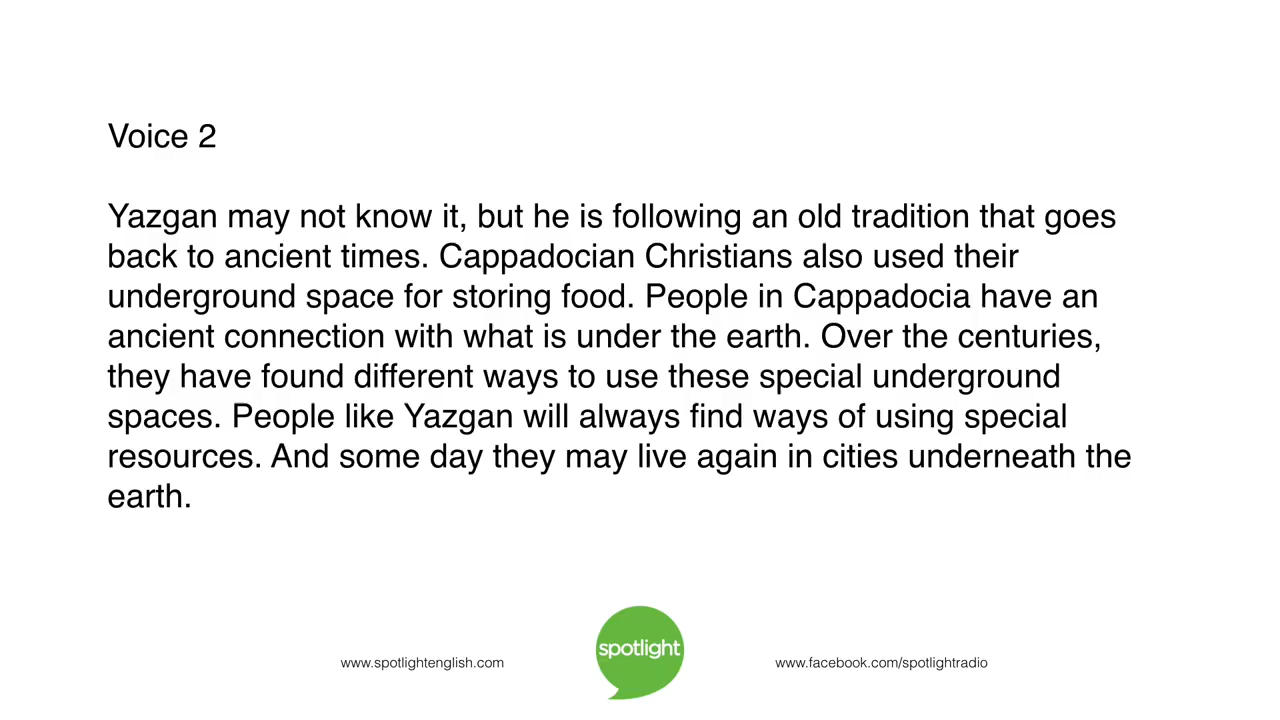 Voice 2
Yazgan may not know it, but he is following an old tradition that goes
back to ancient times. Cappadocian Christians also used their
underground space for storing food. People in Cappadocia have an
ancient connection with what is under the earth. Over the centuries,
they have found different ways to use these special underground
spaces. People like Yazgan will always find ways of using special
resources. And some day they may live again in cities underneath the
earth.
www.spotlightenglish.com
spotlight
www.facebook.com/spotlightradio